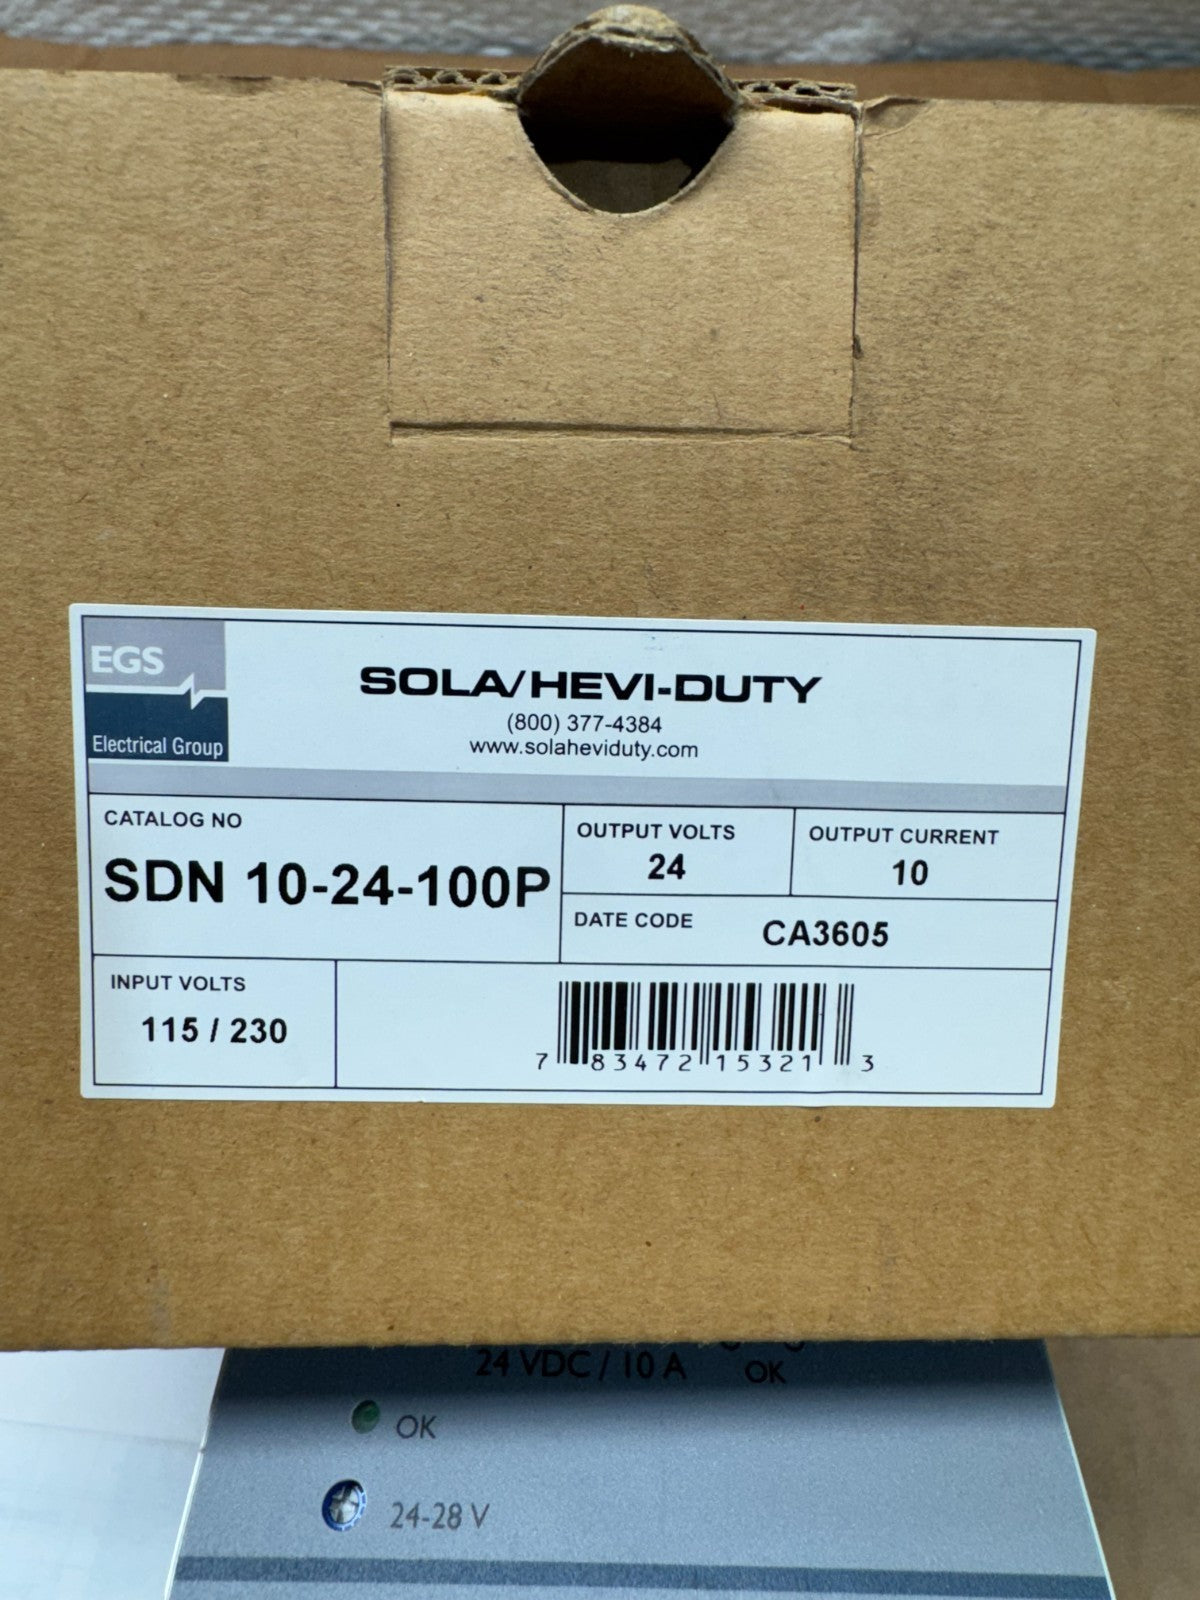 EGS
Electrical Group
SOLA/HEVI-DUTY
(800) 377-4384
www.solaheviduty.com
CATALOG NO
SDN 10-24-100P
OUTPUT VOLTS
24
OUTPUT CURRENT
10
DATE CODE CA3605
INPUT VOLTS
115 / 230
7 83472 15321 3
24 VDC / 10 A
OK
OK
24-28 V